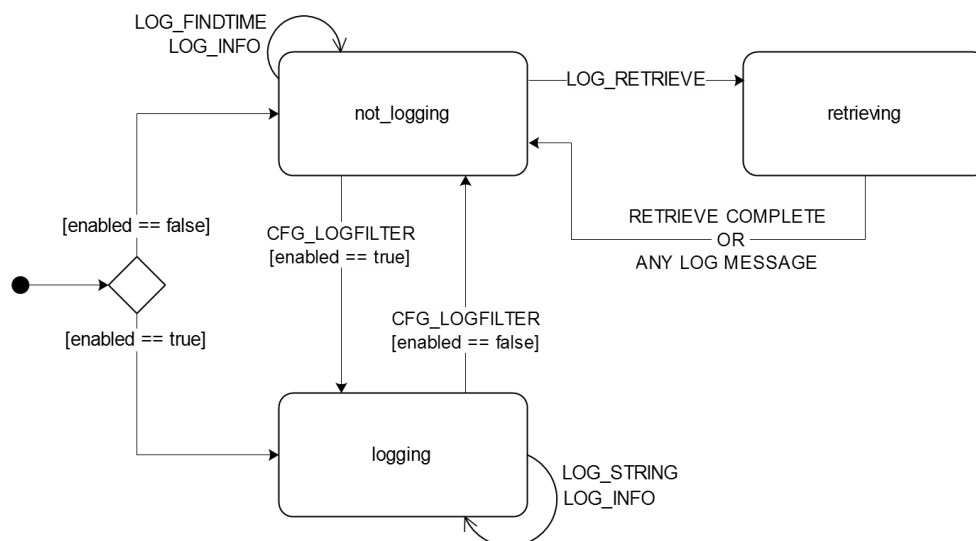 LOG_FINDTIME
LOG_INFO
not_logging
LOG_RETRIEVE
retrieving
[enabled == false]
CFG_LOGFILTER
[enabled == true]
RETRIEVE COMPLETE
OR
ANY LOG MESSAGE
[enabled == true]
CFG_LOGFILTER
[enabled == false]
logging
LOG_STRING
LOG_INFO